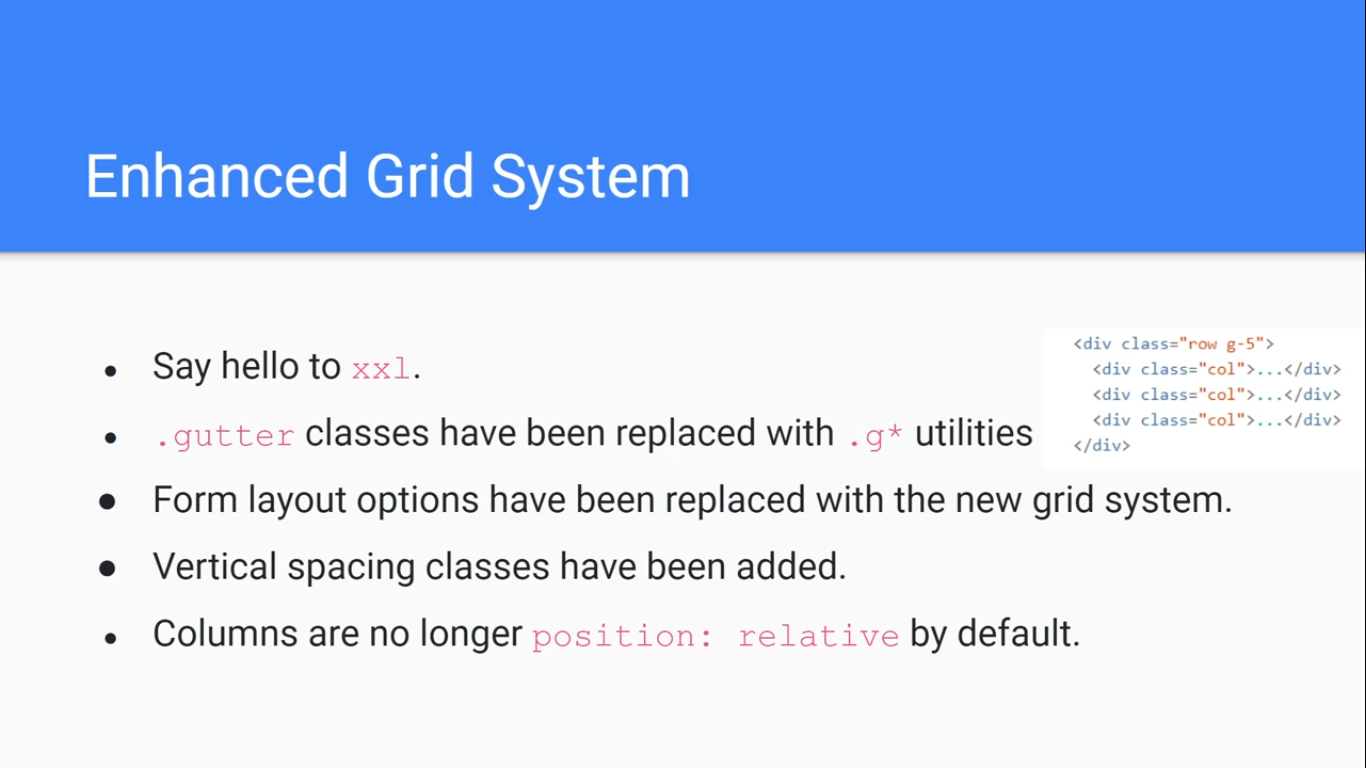 Enhanced Grid System
● Say hello to xxl.
● .gutter classes have been replaced with .g* utilities
<div class="row g-5">
<div class="col">...</div>
<div class="col">...</div>
<div class="col">...</div>
</div>
● Form layout options have been replaced with the new grid system.
● Vertical spacing classes have been added.
● Columns are no longer position: relative by default.